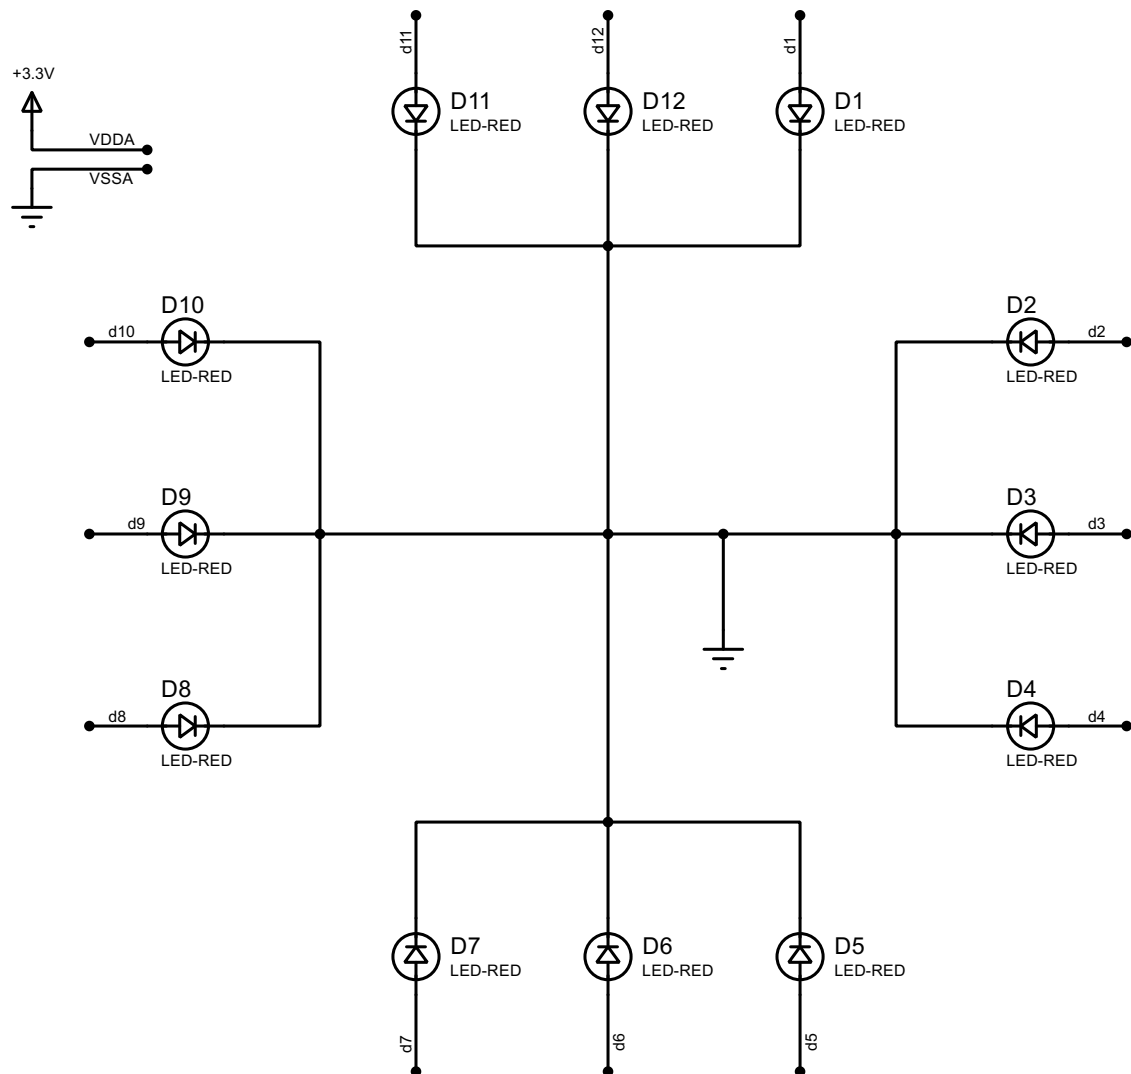 d11
d12
d1
+3.3V
D11
LED-RED
D12
LED-RED
D1
LED-RED
VDDA
VSSA
D10
d10
LED-RED
D2
d2
LED-RED
D9
d9
LED-RED
D3
d3
LED-RED
D8
d8
LED-RED
D4
d4
LED-RED
D7
LED-RED
D6
LED-RED
D5
LED-RED
d7
d6
d5